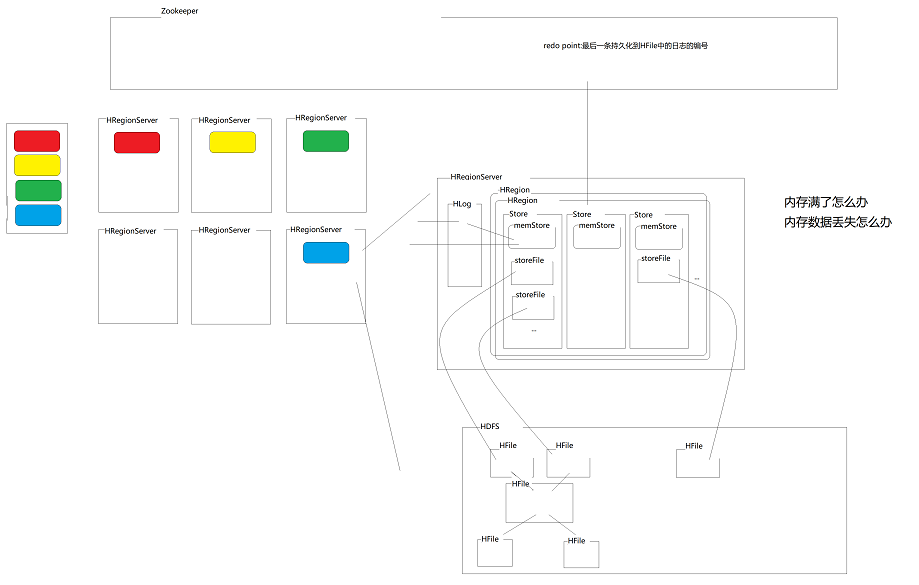 Zookeeper
redo point:最后一条持久化到HFile中的日志的编号
HRegionServer
HRegionServer
HRegionServer
HRegionServer
HRegionServer
HRegionServer
HRegionServer
HRegion
HRegion
HLog
Store
Store
Store
memStore
memStore
memStore
storeFile
storeFile
storeFile
...
...
内存满了怎么办
内存数据丢失怎么办
HDFS
HFile
HFile
HFile
HFile
HFile
HFile